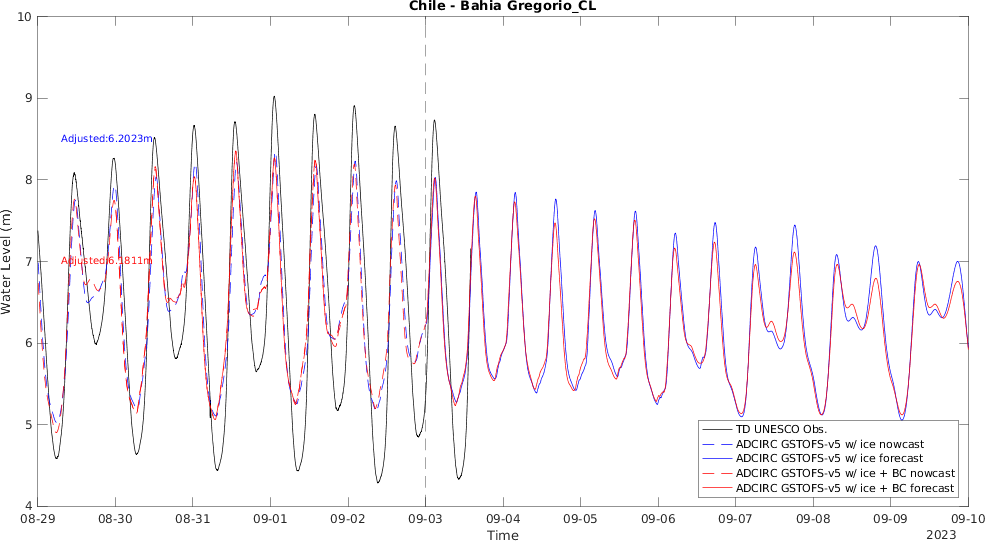 Chile - Bahia Gregorio_CL
10
9
8
7
6
5
4
Water Level (m)
Adjusted:6.2023m
Adjusted:6.1811m
TD UNESCO Obs.
ADCIRC GSTOFS-v5 w/ ice nowcast
ADCIRC GSTOFS-v5 w/ ice forecast
ADCIRC GSTOFS-v5 w/ ice + BC nowcast
ADCIRC GSTOFS-v5 w/ ice + BC forecast
08-29 08-30 08-31 09-01 09-02 09-03 09-04 09-05 09-06 09-07 09-08 09-09 09-10
Time
2023